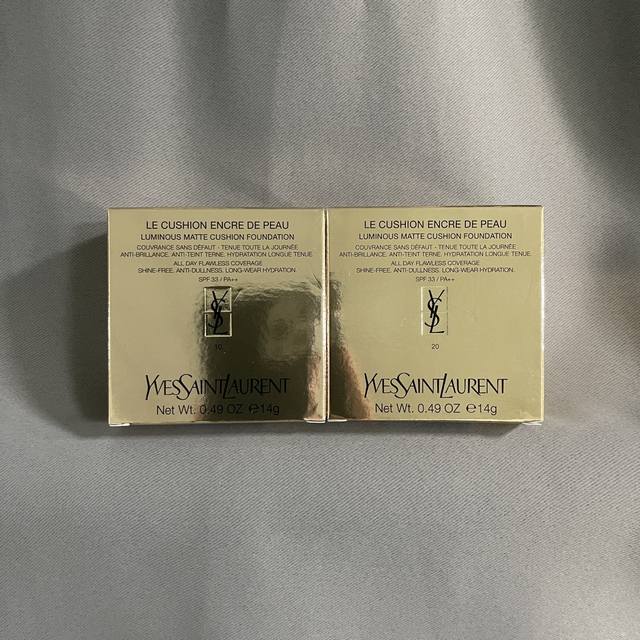 LE CUSHION ENCRE DE PEAU
LUMINOUS MATTE CUSHION FOUNDATION
COUVRANCE SANS DÉFAUT - TENUE TOUTE LA JOURNÉE
ANTI-BRILLANCE. ANTI-TEINT TERNE. HYDRATATION LONGUE TENUE.
ALL DAY FLAWLESS COVERAGE
SHINE-FREE. ANTI-DULLNESS. LONG-WEAR HYDRATION.
SPF 33 / PA++
YSL
10
YVESSAINTLAURENT
Net Wt. 0.49 OZ ℮14g
LE CUSHION ENCRE DE PEAU
LUMINOUS MATTE CUSHION FOUNDATION
COUVRANCE SANS DÉFAUT - TENUE TOUTE LA JOURNÉE
ANTI-BRILLANCE. ANTI-TEINT TERNE. HYDRATATION LONGUE TENUE.
ALL DAY FLAWLESS COVERAGE
SHINE-FREE. ANTI-DULLNESS. LONG-WEAR HYDRATION.
SPF 33 / PA++
YSL
20
YVESSAINTLAURENT
Net Wt. 0.49 OZ ℮14g